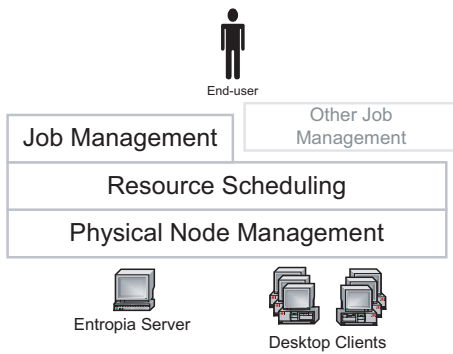 End-user
Other Job
Management
Job Management
Resource Scheduling
Physical Node Management
Entropia Server
Desktop Clients